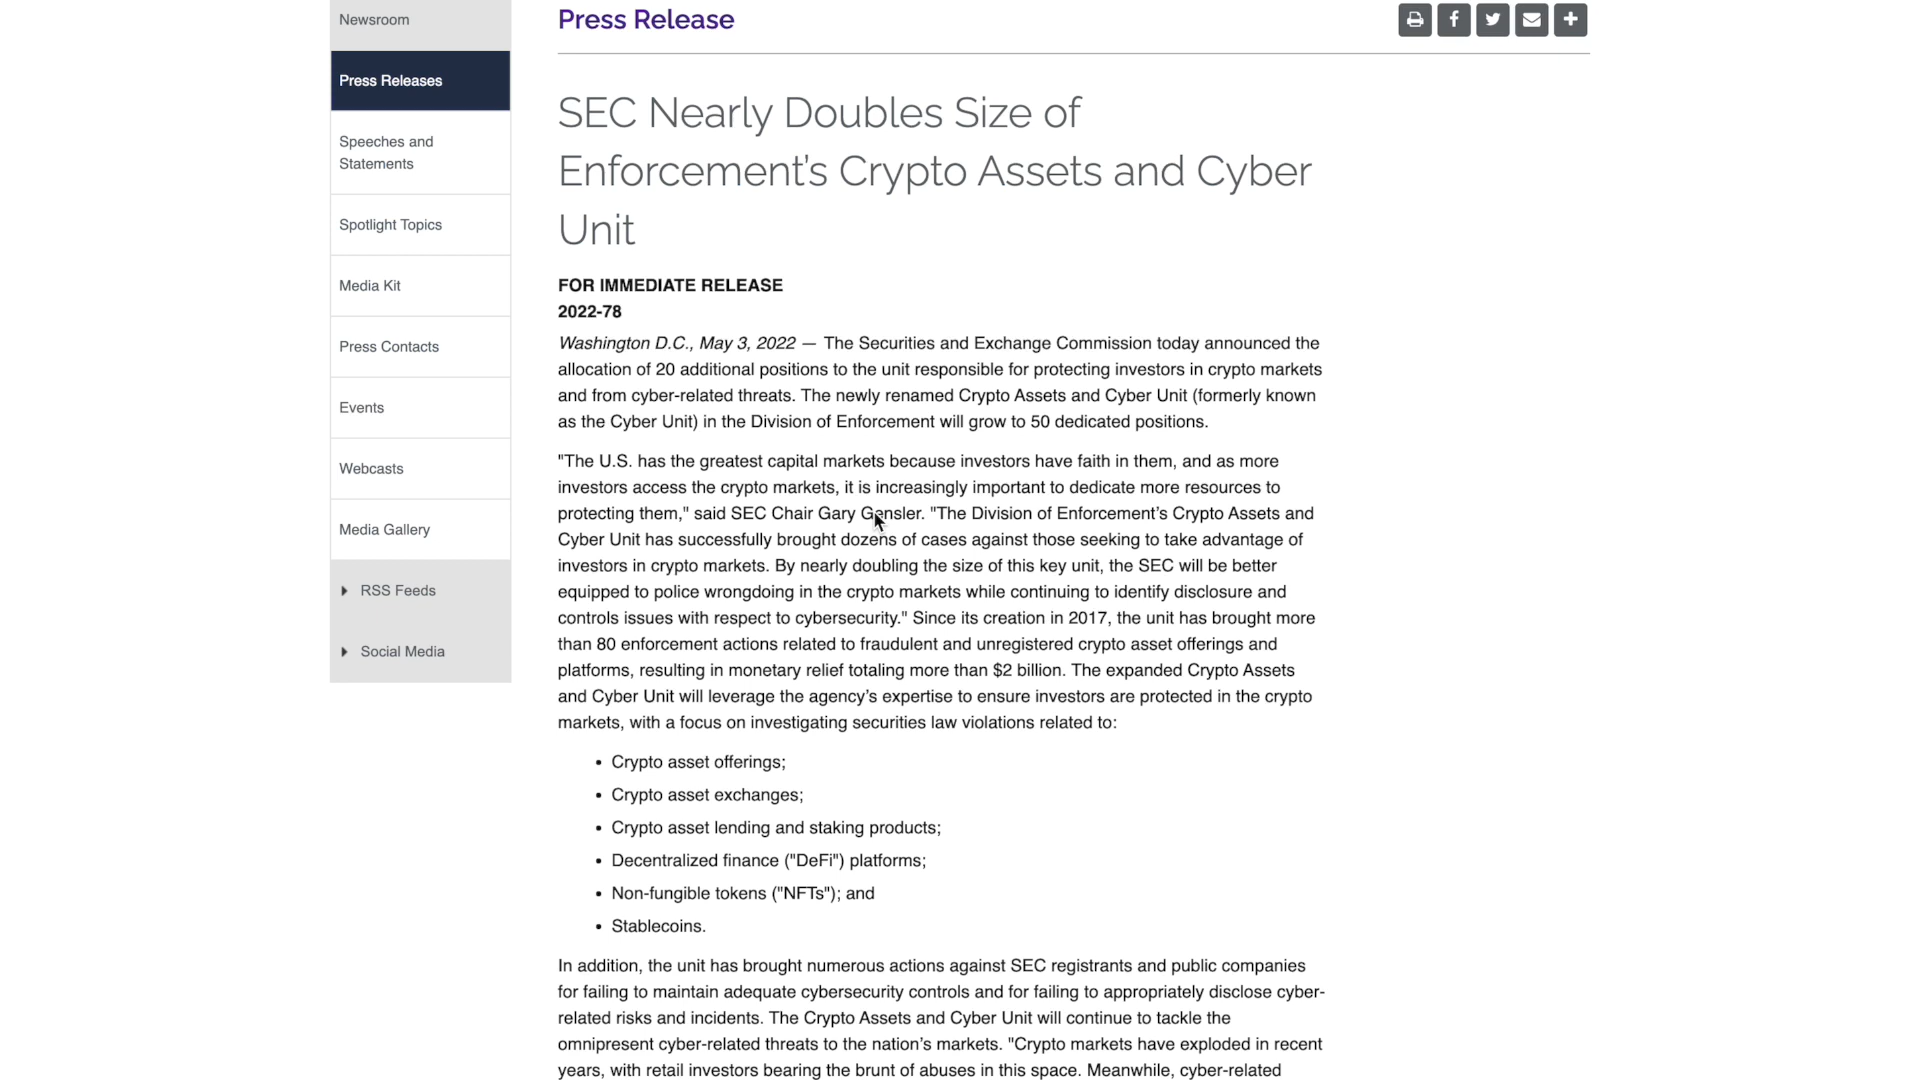 Newsroom
Press Releases
Speeches and
Statements
Spotlight Topics
Media Kit
Press Contacts
Events
Webcasts
Media Gallery
RSS Feeds
Social Media
Press Release
SEC Nearly Doubles Size of
Enforcement’s Crypto Assets and Cyber
Unit
FOR IMMEDIATE RELEASE
2022-78
Washington D.C., May 3, 2022 — The Securities and Exchange Commission today announced the
allocation of 20 additional positions to the unit responsible for protecting investors in crypto markets
and from cyber-related threats. The newly renamed Crypto Assets and Cyber Unit (formerly known
as the Cyber Unit) in the Division of Enforcement will grow to 50 dedicated positions.
"The U.S. has the greatest capital markets because investors have faith in them, and as more
investors access the crypto markets, it is increasingly important to dedicate more resources to
protecting them," said SEC Chair Gary Gensler. "The Division of Enforcement’s Crypto Assets and
Cyber Unit has successfully brought dozens of cases against those seeking to take advantage of
investors in crypto markets. By nearly doubling the size of this key unit, the SEC will be better
equipped to police wrongdoing in the crypto markets while continuing to identify disclosure and
controls issues with respect to cybersecurity." Since its creation in 2017, the unit has brought more
than 80 enforcement actions related to fraudulent and unregistered crypto asset offerings and
platforms, resulting in monetary relief totaling more than $2 billion. The expanded Crypto Assets
and Cyber Unit will leverage the agency’s expertise to ensure investors are protected in the crypto
markets, with a focus on investigating securities law violations related to:
• Crypto asset offerings;
• Crypto asset exchanges;
• Crypto asset lending and staking products;
• Decentralized finance ("DeFi") platforms;
• Non-fungible tokens ("NFTs"); and
• Stablecoins.
In addition, the unit has brought numerous actions against SEC registrants and public companies
for failing to maintain adequate cybersecurity controls and for failing to appropriately disclose cyber-
related risks and incidents. The Crypto Assets and Cyber Unit will continue to tackle the
omnipresent cyber-related threats to the nation’s markets. "Crypto markets have exploded in recent
years, with retail investors bearing the brunt of abuses in this space. Meanwhile, cyber-related